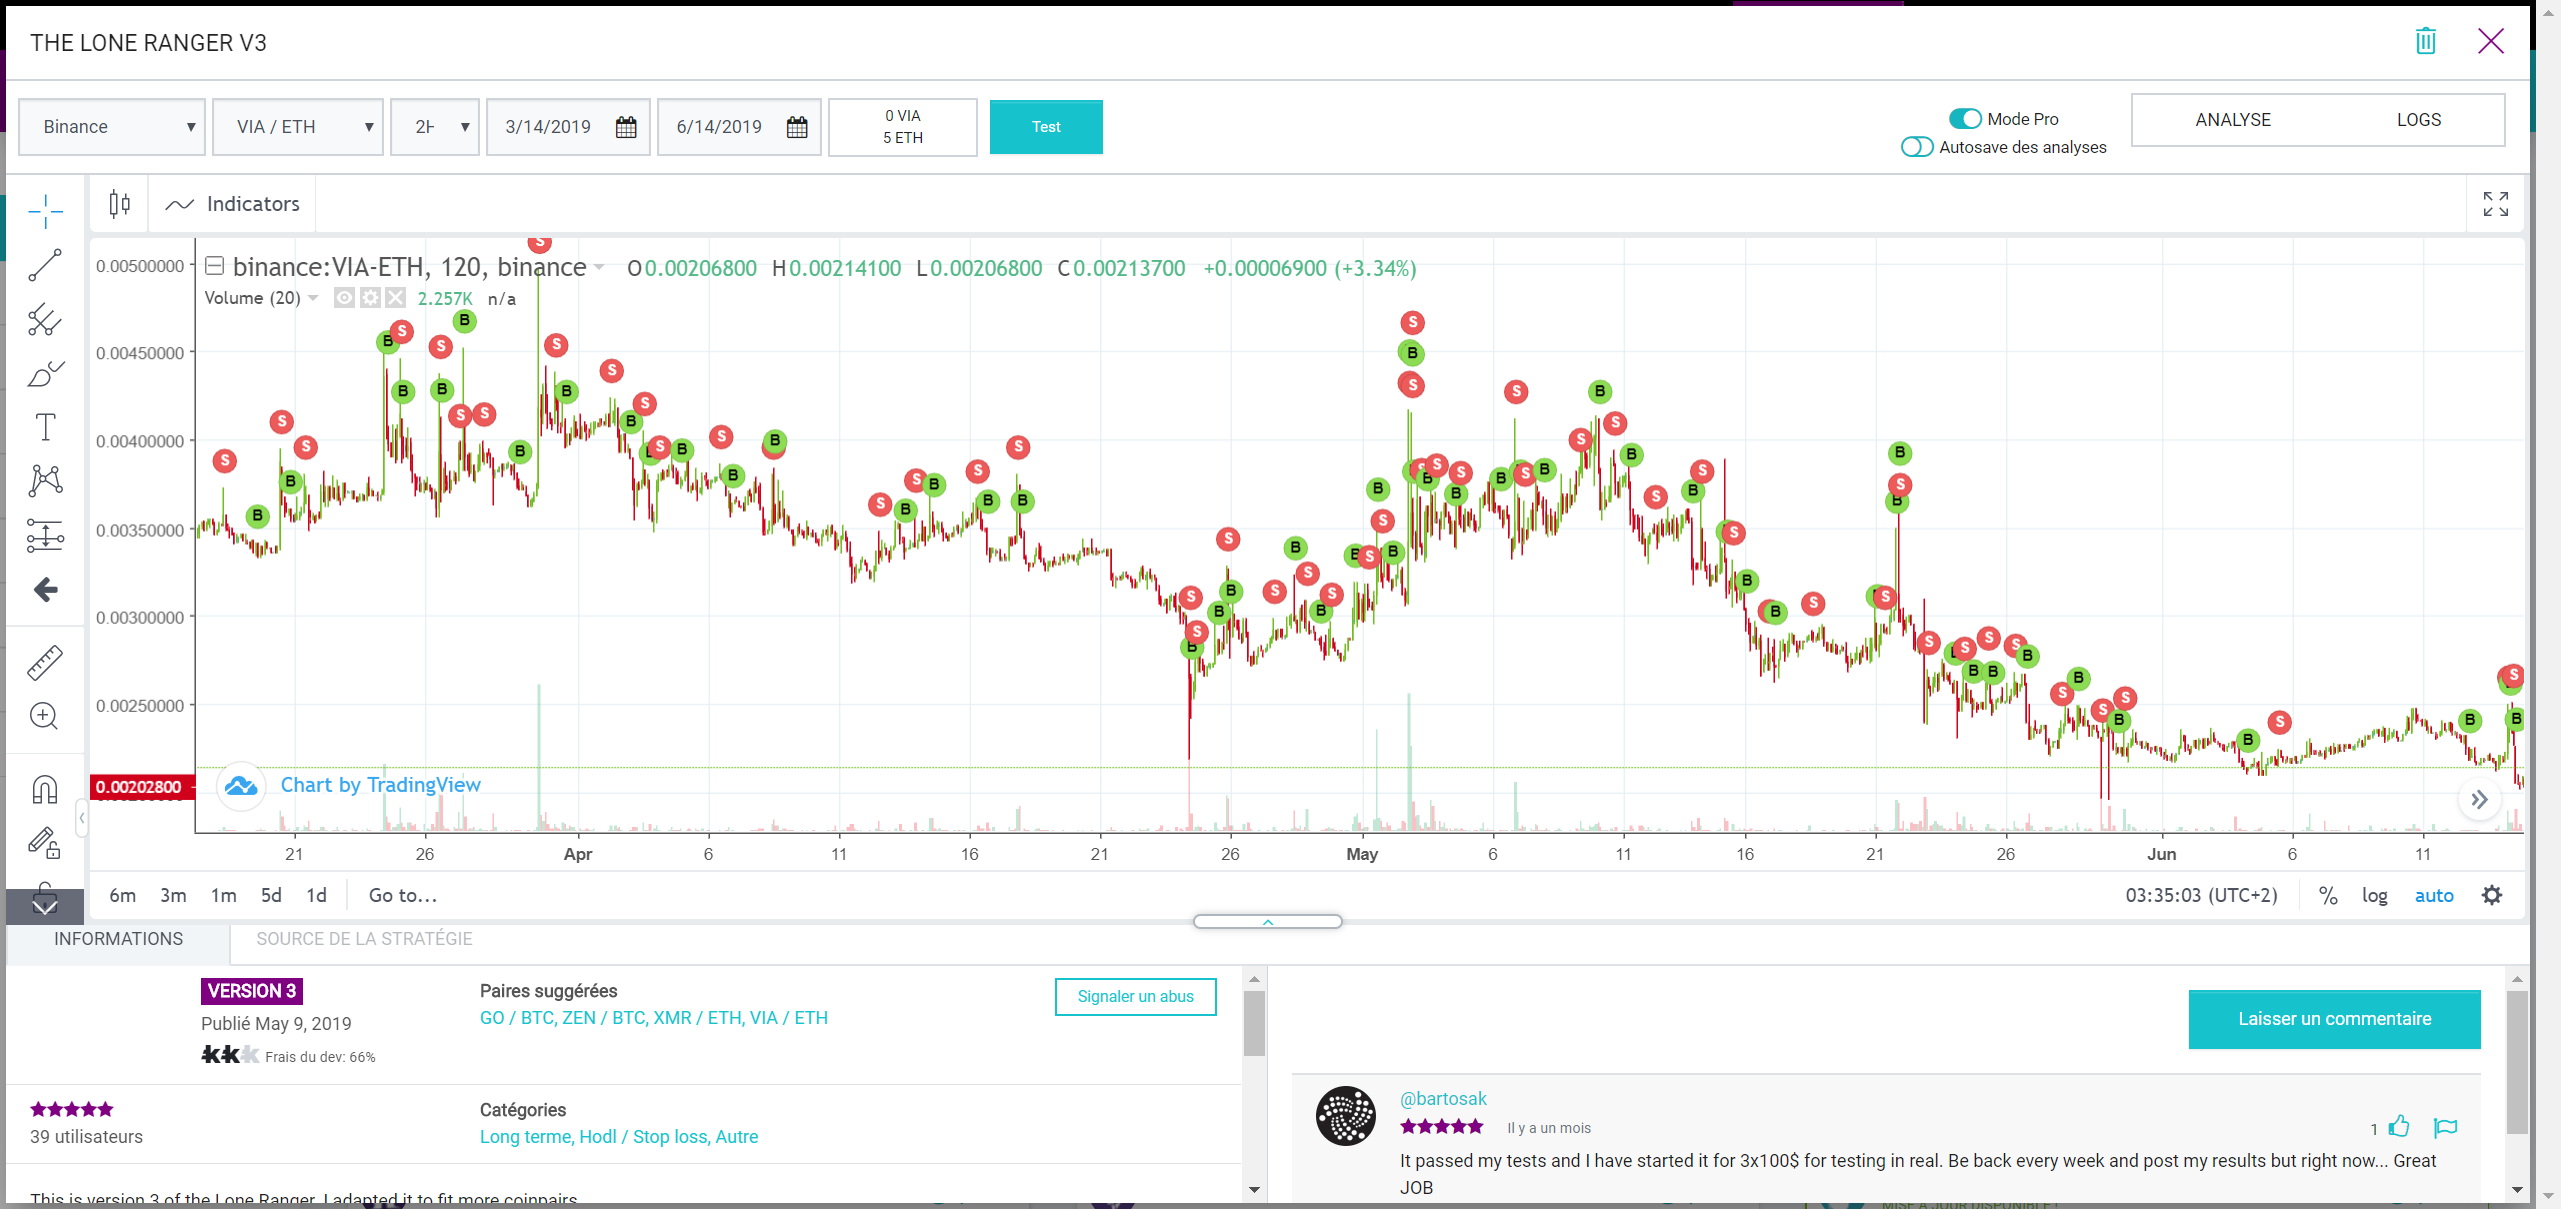 THE LONE RANGER V3
Binance
VIA / ETH
2H
3/14/2019
6/14/2019
0 VIA
5 ETH
Test
Mode Pro
Autosave des analyses
ANALYSE
LOGS
Indicators
binance:VIA-ETH, 120, binance
O0.00206800 H0.00214100 L0.00206800 C0.00213700 +0.00006900 (+3.34%)
Volume (20) 2.257K n/a
0.00500000
0.00450000
0.00400000
0.00350000
0.00300000
0.00250000
0.00202800
Chart by TradingView
21 26 Apr 6 11 16 21 26 May 6 11 16 21 26 Jun 6 11
6m 3m 1m 5d 1d Go to...
03:35:03 (UTC+2) % log auto
INFORMATIONS
SOURCE DE LA STRATÉGIE
VERSION 3
Publié May 9, 2019
Frais du dev: 66%
Paires suggérées
GO / BTC, ZEN / BTC, XMR / ETH, VIA / ETH
Signaler un abus
39 utilisateurs
Catégories
Long terme, Hodl / Stop loss, Autre
This is version 3 of the Lone Ranger. I adapted it to fit more coinpairs
Laisser un commentaire
@bartosak
Il y a un mois
1
It passed my tests and I have started it for 3x100$ for testing in real. Be back every week and post my results but right now... Great
JOB
MISE À JOUR DISPONIBLE !